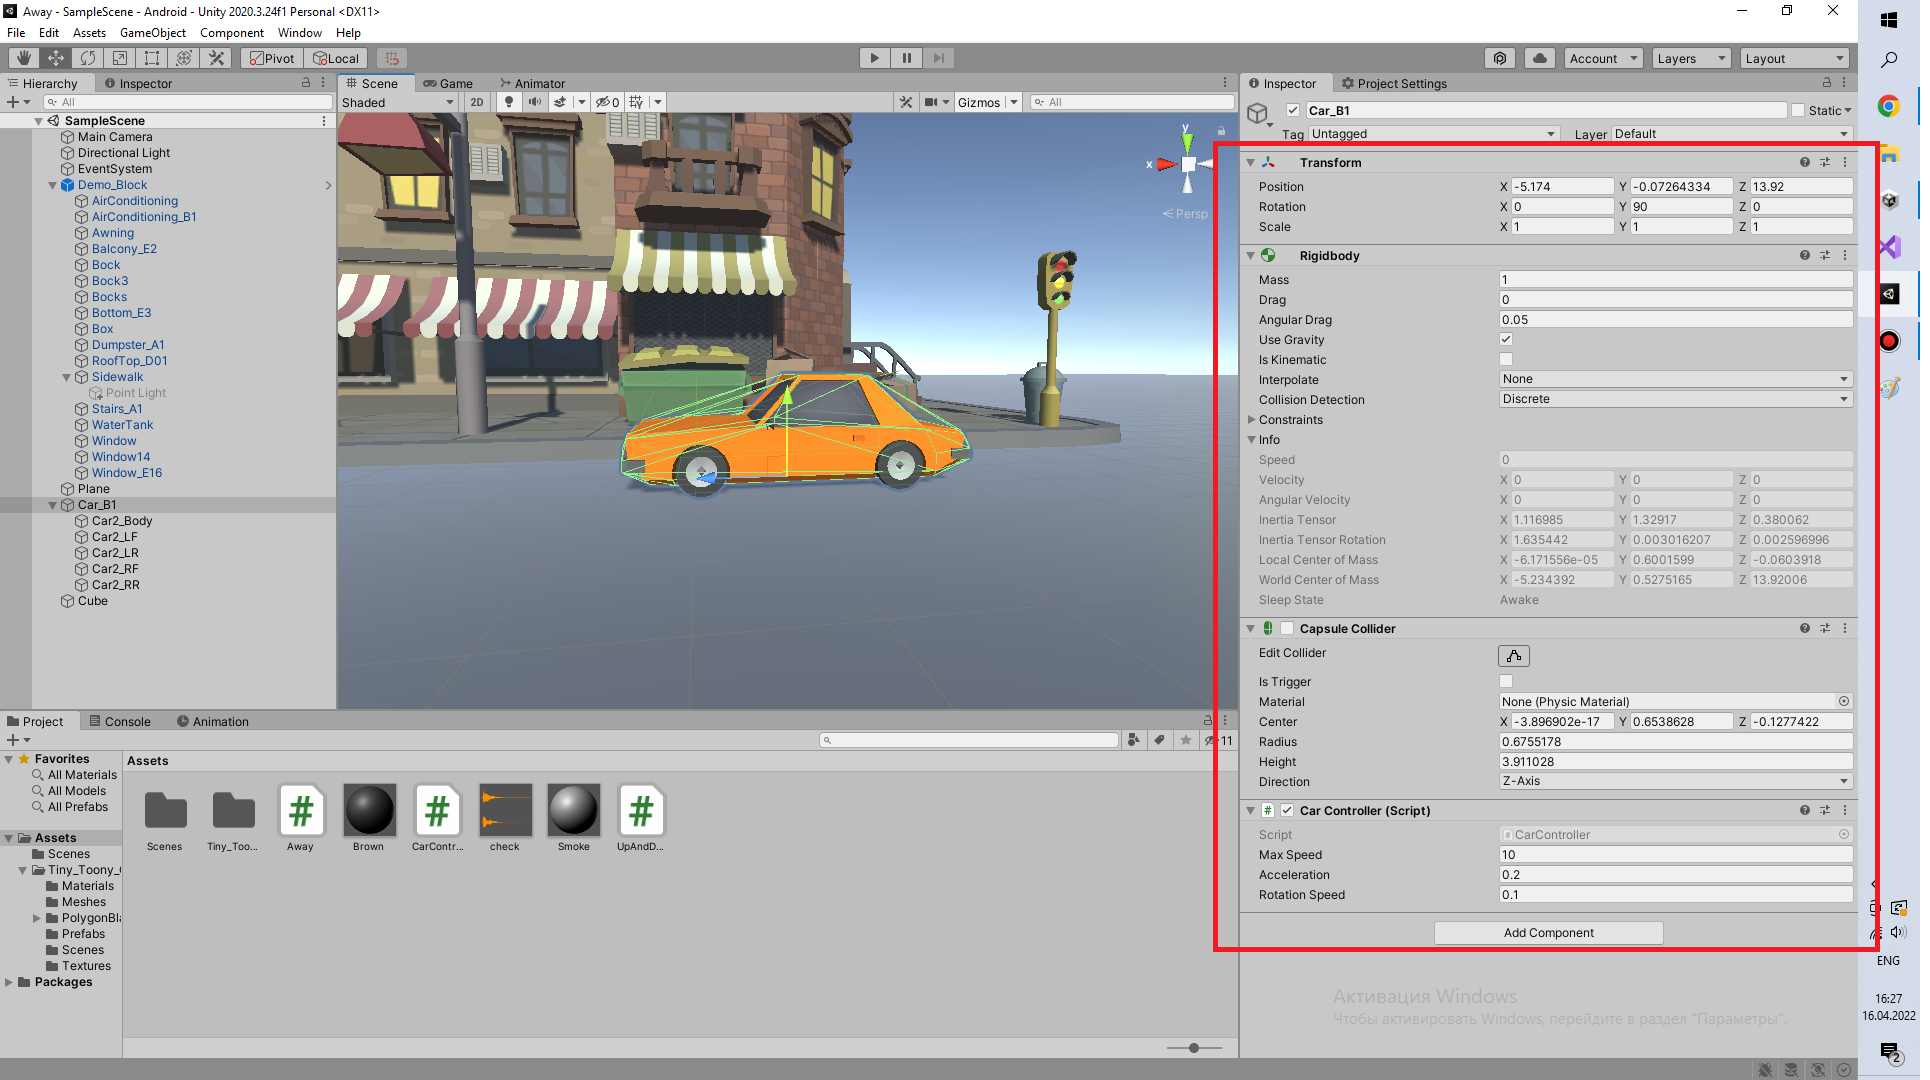 Away - SampleScene - Android - Unity 2020.3.24f1 Personal <DX11>
File Edit Assets GameObject Component Window Help
Pivot Local Account Layers Layout
Hierarchy Inspector
All
SampleScene
Main Camera
Directional Light
EventSystem
Demo_Block
AirConditioning
AirConditioning_B1
Awning
Balcony_E2
Bock
Bock3
Bocks
Bottom_E3
Box
Dumpster_A1
RoofTop_D01
Sidewalk
Point Light
Stairs_A1
WaterTank
Window
Window14
Window_E16
Plane
Car_B1
Car2_Body
Car2_LF
Car2_LR
Car2_RF
Car2_RR
Cube
Scene Game Animator
Shaded 2D 0 Gizmos All
y
x
Persp
Inspector Project Settings
Car_B1 Static
Tag Untagged Layer Default
Transform
Position X -5.174 Y -0.07264334 Z 13.92
Rotation X 0 Y 90 Z 0
Scale X 1 Y 1 Z 1
Rigidbody
Mass 1
Drag 0
Angular Drag 0.05
Use Gravity
Is Kinematic
Interpolate None
Collision Detection Discrete
Constraints
Info
Speed 0
Velocity X 0 Y 0 Z 0
Angular Velocity X 0 Y 0 Z 0
Inertia Tensor X 1.116985 Y 1.32917 Z 0.380062
Inertia Tensor Rotation X 1.635442 Y 0.003016207 Z 0.002596996
Local Center of Mass X -6.171556e-05 Y 0.6001599 Z -0.0603918
World Center of Mass X -5.234392 Y 0.5275165 Z 13.92006
Sleep State Awake
Capsule Collider
Edit Collider
Is Trigger
Material None (Physic Material)
Center X -3.896902e-17 Y 0.6538628 Z -0.1277422
Radius 0.6755178
Height 3.911028
Direction Z-Axis
Car Controller (Script)
Script CarController
Max Speed 10
Acceleration 0.2
Rotation Speed 0.1
Add Component
Активация Windows
Чтобы активировать Windows, перейдите в раздел "Параметры".
Project Console Animation
11
Favorites
All Materials
All Models
All Prefabs
Assets
Scenes
Tiny_Toony_
Materials
Meshes
PolygonBla
Prefabs
Scenes
Textures
Packages
Assets
Scenes Tiny_Too... Away Brown CarContr... check Smoke UpAndD...
ENG
16:27
16.04.2022
2